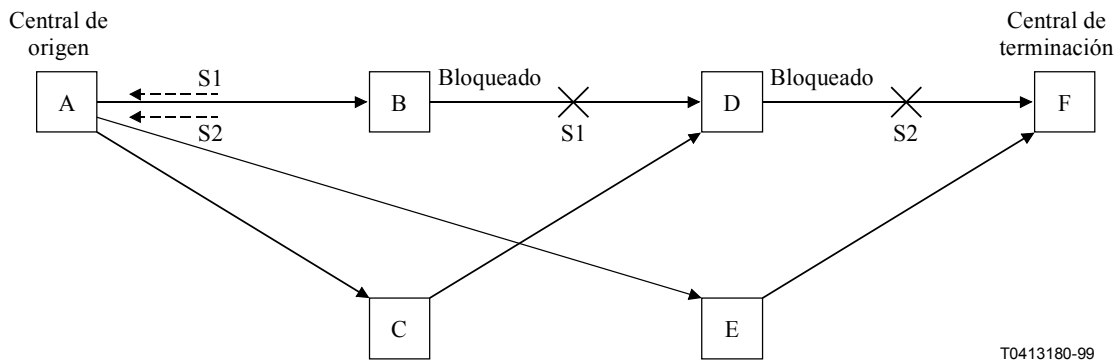 Central de
origen
Central de
terminación
A
S1
S2
B
Bloqueado
S1
D
Bloqueado
S2
F
C
E
T0413180-99